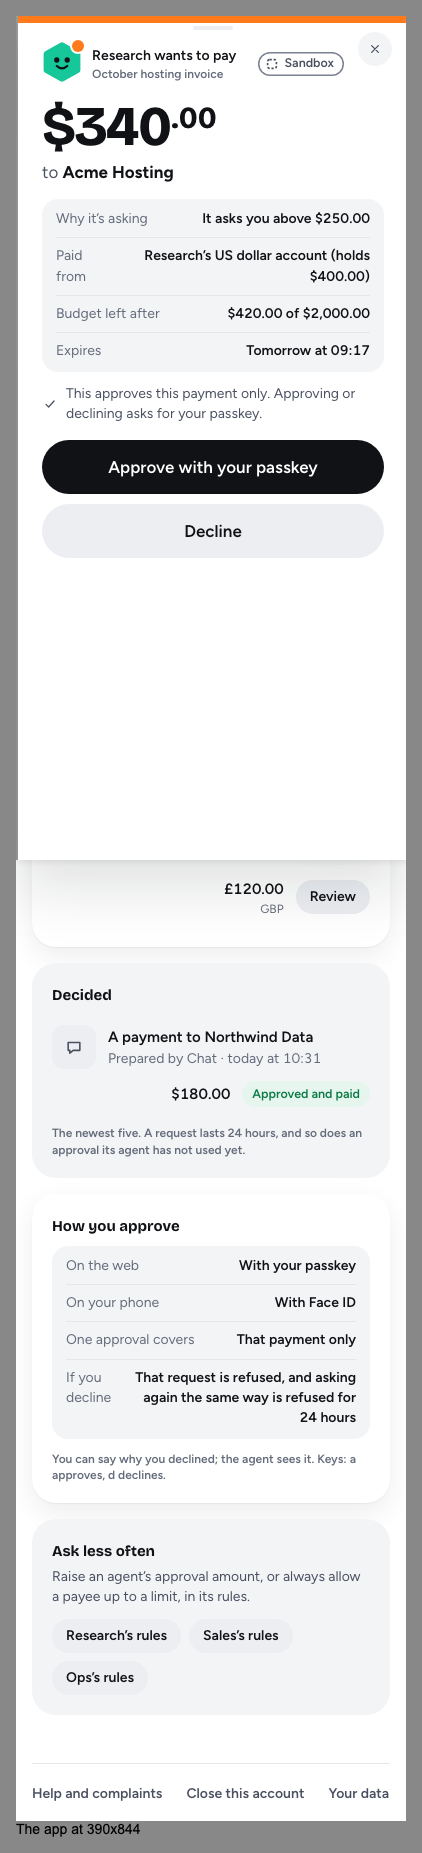 Research wants to pay
October hosting invoice
Sandbox
$340.00
to Acme Hosting
Why it's asking It asks you above $250.00
Paid from Research's US dollar account (holds $400.00)
Budget left after $420.00 of $2,000.00
Expires Tomorrow at 09:17
This approves this payment only. Approving or
declining asks for your passkey.
Approve with your passkey
Decline
£120.00
GBP
Review
Decided
A payment to Northwind Data
Prepared by Chat · today at 10:31
$180.00 Approved and paid
The newest five. A request lasts 24 hours, and so does an
approval its agent has not used yet.
How you approve
On the web With your passkey
On your phone With Face ID
One approval covers That payment only
If you decline That request is refused, and asking again the same way is refused for 24 hours
You can say why you declined; the agent sees it. Keys: a
approves, d declines.
Ask less often
Raise an agent's approval amount, or always allow
a payee up to a limit, in its rules.
Research's rules Sales's rules
Ops's rules
Help and complaints Close this account Your data
The app at 390x844